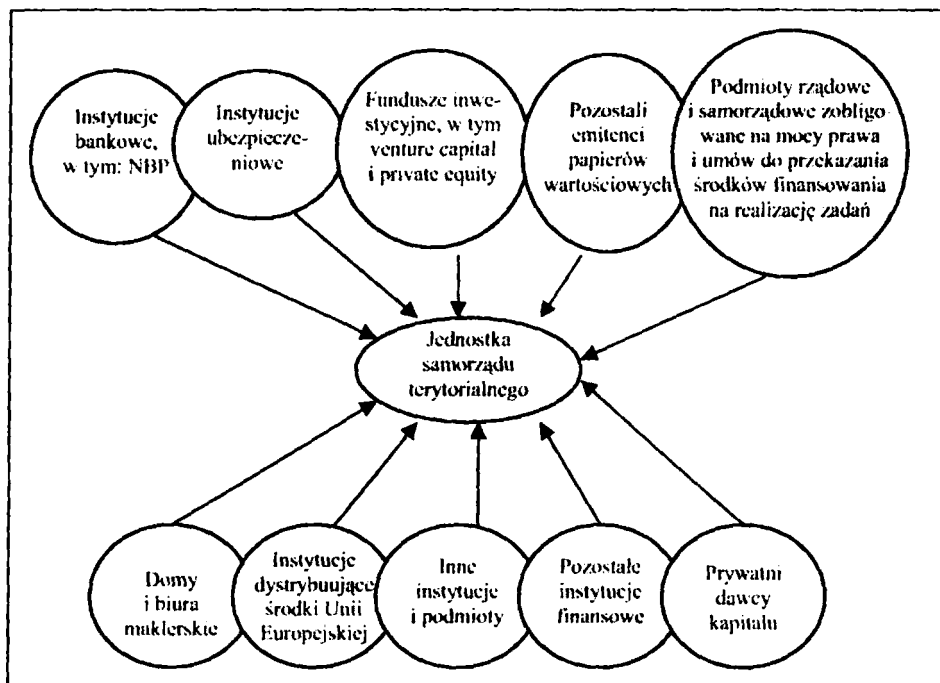 Instytucje
bankowe,
w tym: NBP
Instytucje
ubezpiecze-
niowe
Fundusze inwe-
stycyjne, w tym
venture capital
i private equity
Pozostali
emitenci
papierów
wartościowych
Podmioty rządowe
i samorządowe zobligo-
wane na mocy prawa
i umów do przekazania
środków finansowania
na realizację zadań
Jednostka
samorządu
terytorialnego
Domy
i biura
maklerskie
Instytucje
dystrybuujące
środki Unii
Europejskiej
Inne
instytucje
i podmioty
Pozostałe
instytucje
finansowe
Prywatni
dawcy
kapitału